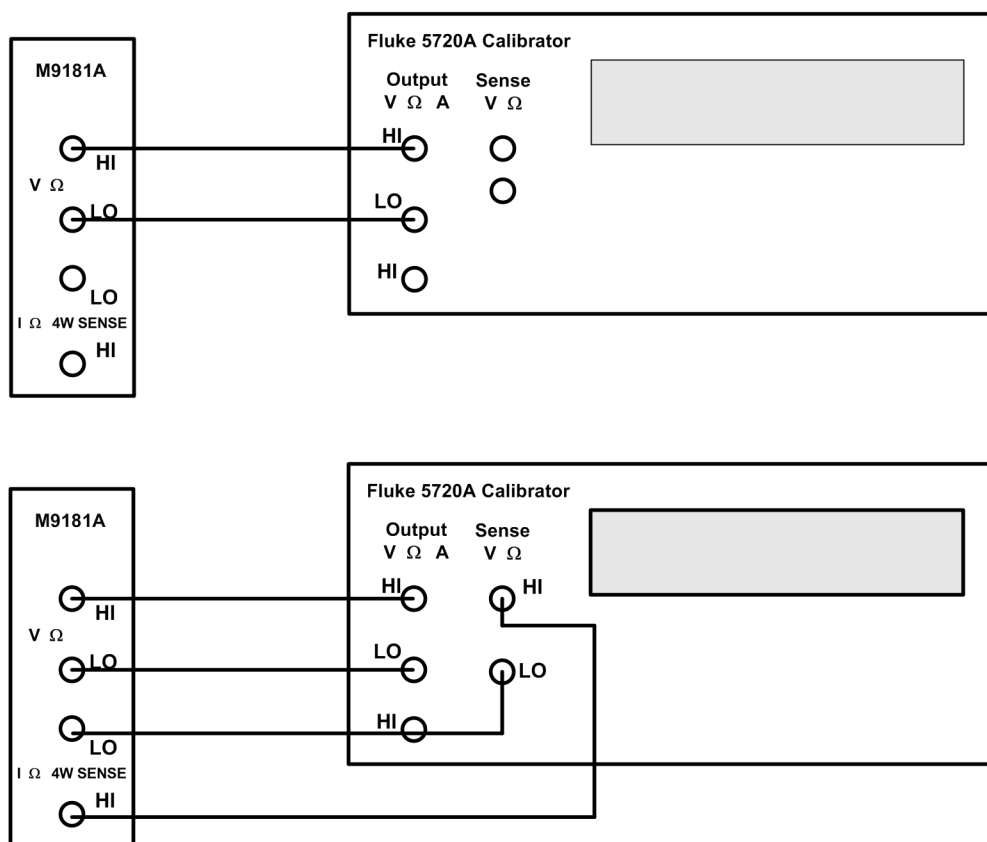 Fluke 5720A Calibrator
M9181A
Output Sense
V Ω A V Ω
HI
HI
V Ω
LO
LO
HI
LO
I Ω 4W SENSE
HI
Fluke 5720A Calibrator
M9181A
Output Sense
V Ω A V Ω
HI HI
HI
V Ω
LO
LO LO
HI
LO
I Ω 4W SENSE
HI